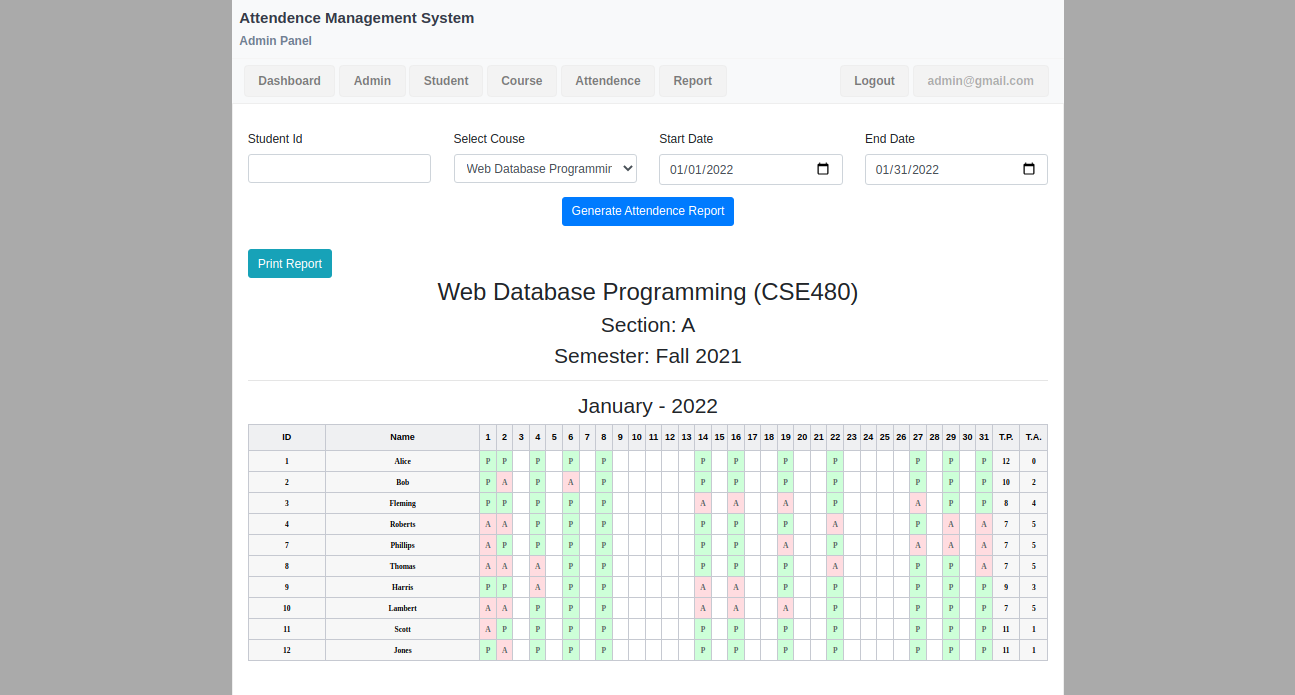 Attendence Management System
Admin Panel
Dashboard Admin Student Course Attendence Report Logout admin@gmail.com
Student Id Select Couse Start Date End Date
Web Database Programmir 01/01/2022 01/31/2022
Generate Attendence Report
Print Report
Web Database Programming (CSE480)
Section: A
Semester: Fall 2021
January - 2022
ID Name 1 2 3 4 5 6 7 8 9 10 11 12 13 14 15 16 17 18 19 20 21 22 23 24 25 26 27 28 29 30 31 T.P. T.A.
1 Alice P P P P P P P P P P P P 12 0
2 Bob P A P A P P P P P P P P 10 2
3 Fleming P P P P P A A A P A P P 8 4
4 Roberts A A P P P P P P A P A A 7 5
7 Phillips A P P P P P P A P A A A 7 5
8 Thomas A A A P P P P P A P P A 7 5
9 Harris P P A P P A A P P P P P 9 3
10 Lambert A A P P P A A A P P P P 7 5
11 Scott A P P P P P P P P P P P 11 1
12 Jones P A P P P P P P P P P P 11 1